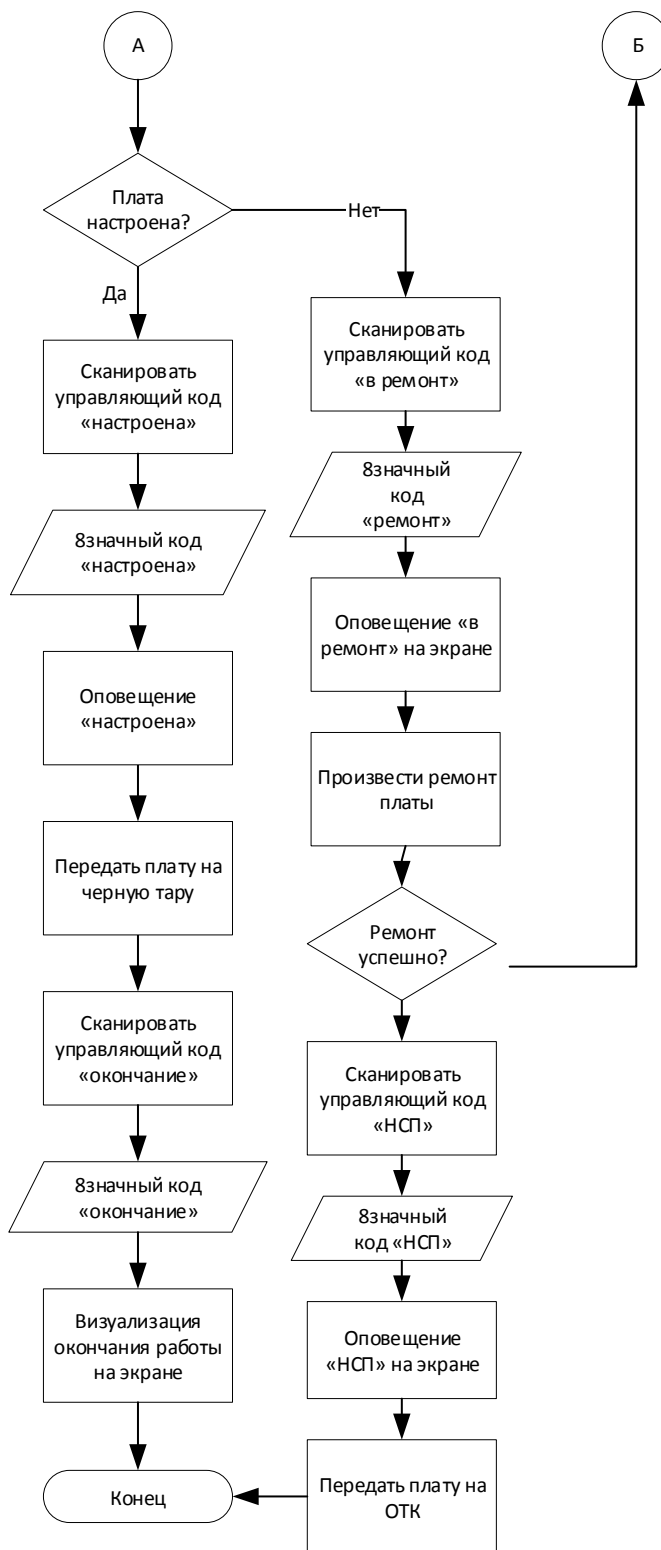 А
Б
Плата
настроена?
Нет
Да
Сканировать
управляющий код
«настроена»
8значный код
«настроена»
Оповещение
«настроена»
Передать плату на
черную тару
Сканировать
управляющий код
«окончание»
8значный код
«окончание»
Визуализация
окончания работы
на экране
Конец
Сканировать
управляющий код
«в ремонт»
8значный
код
«ремонт»
Оповещение «в
ремонт» на экране
Произвести ремонт
платы
Ремонт
успешно?
Сканировать
управляющий код
«НСП»
8значный
код «НСП»
Оповещение
«НСП» на экране
Передать плату на
ОТК